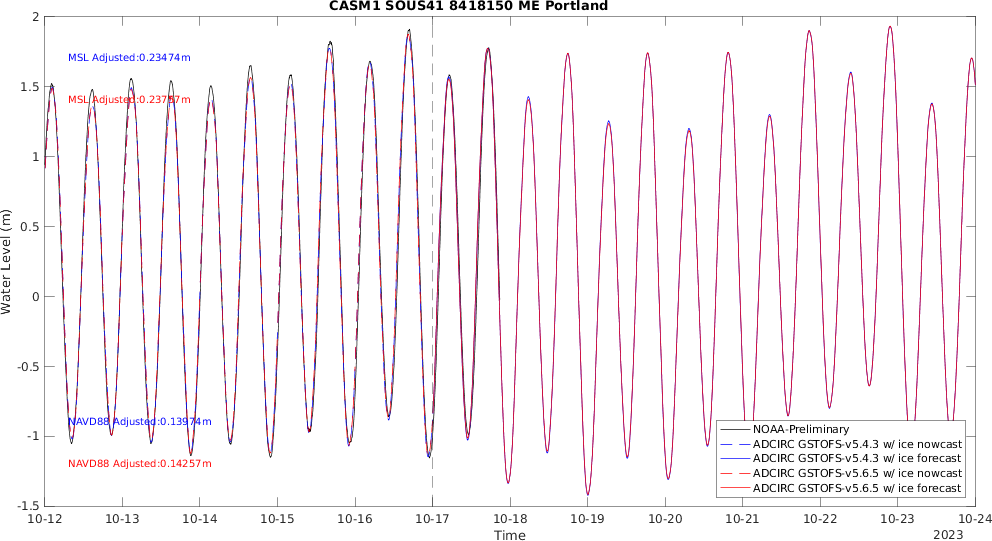 CASM1 SOUS41 8418150 ME Portland
Water Level (m)
2
1.5
1
0.5
0
-0.5
-1
-1.5
MSL Adjusted:0.23474m
MSL Adjusted:0.23757m
NAVD88 Adjusted:0.13974m
NAVD88 Adjusted:0.14257m
NOAA-Preliminary
ADCIRC GSTOFS-v5.4.3 w/ ice nowcast
ADCIRC GSTOFS-v5.4.3 w/ ice forecast
ADCIRC GSTOFS-v5.6.5 w/ ice nowcast
ADCIRC GSTOFS-v5.6.5 w/ ice forecast
10-12 10-13 10-14 10-15 10-16 10-17 10-18 10-19 10-20 10-21 10-22 10-23 10-24
Time
2023